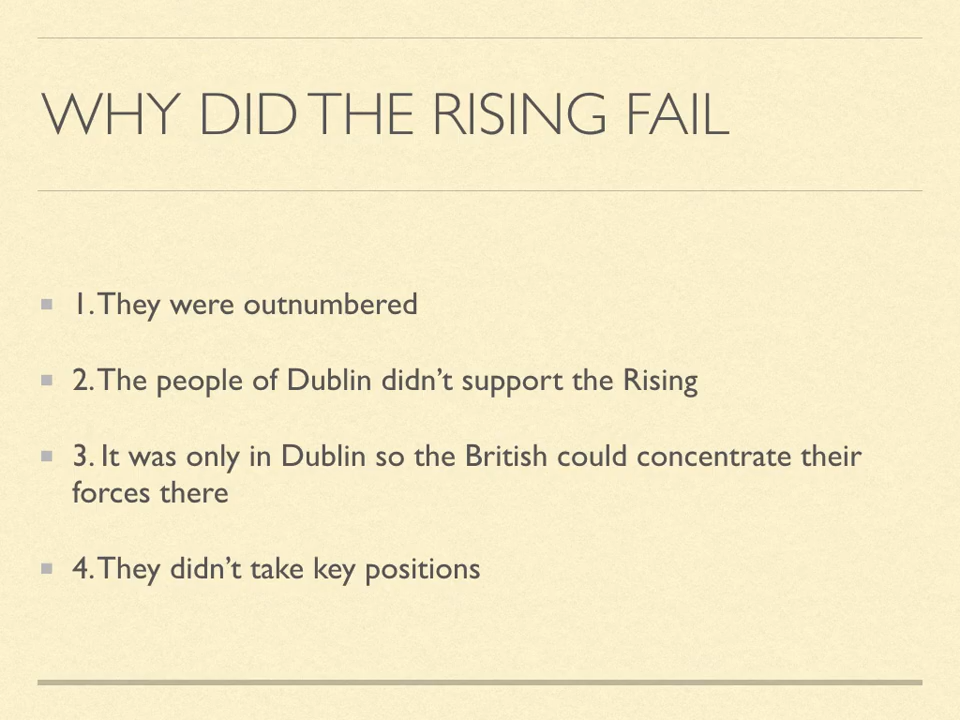 WHY DID THE RISING FAIL
1. They were outnumbered
2. The people of Dublin didn’t support the Rising
3. It was only in Dublin so the British could concentrate their
forces there
4. They didn’t take key positions